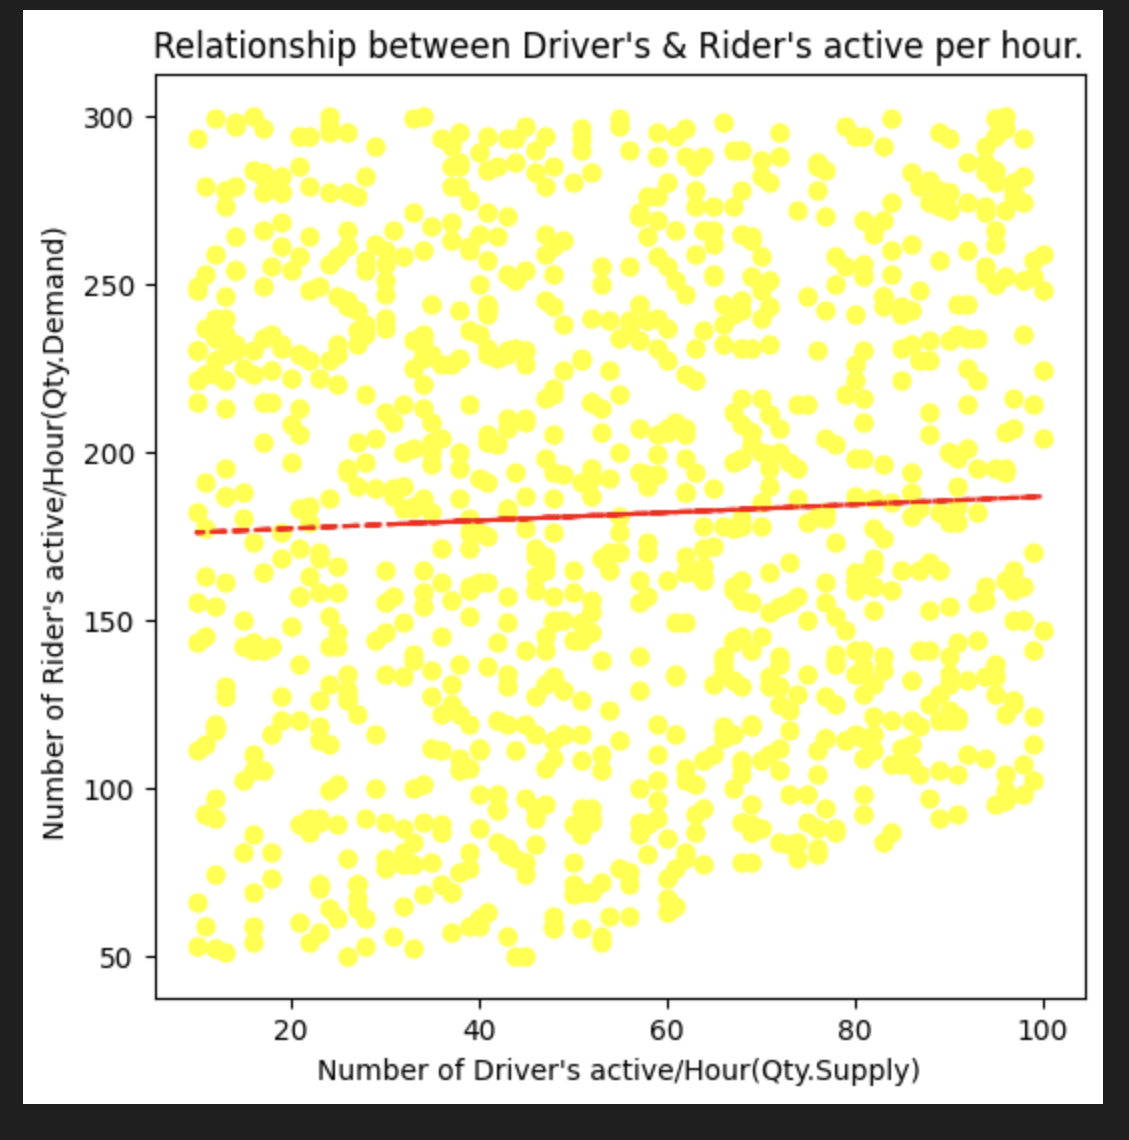 Relationship between Driver's & Rider's active per hour.
300
250
200
150
100
50
Number of Rider's active/Hour(Qty.Demand)
20 40 60 80 100
Number of Driver's active/Hour(Qty.Supply)